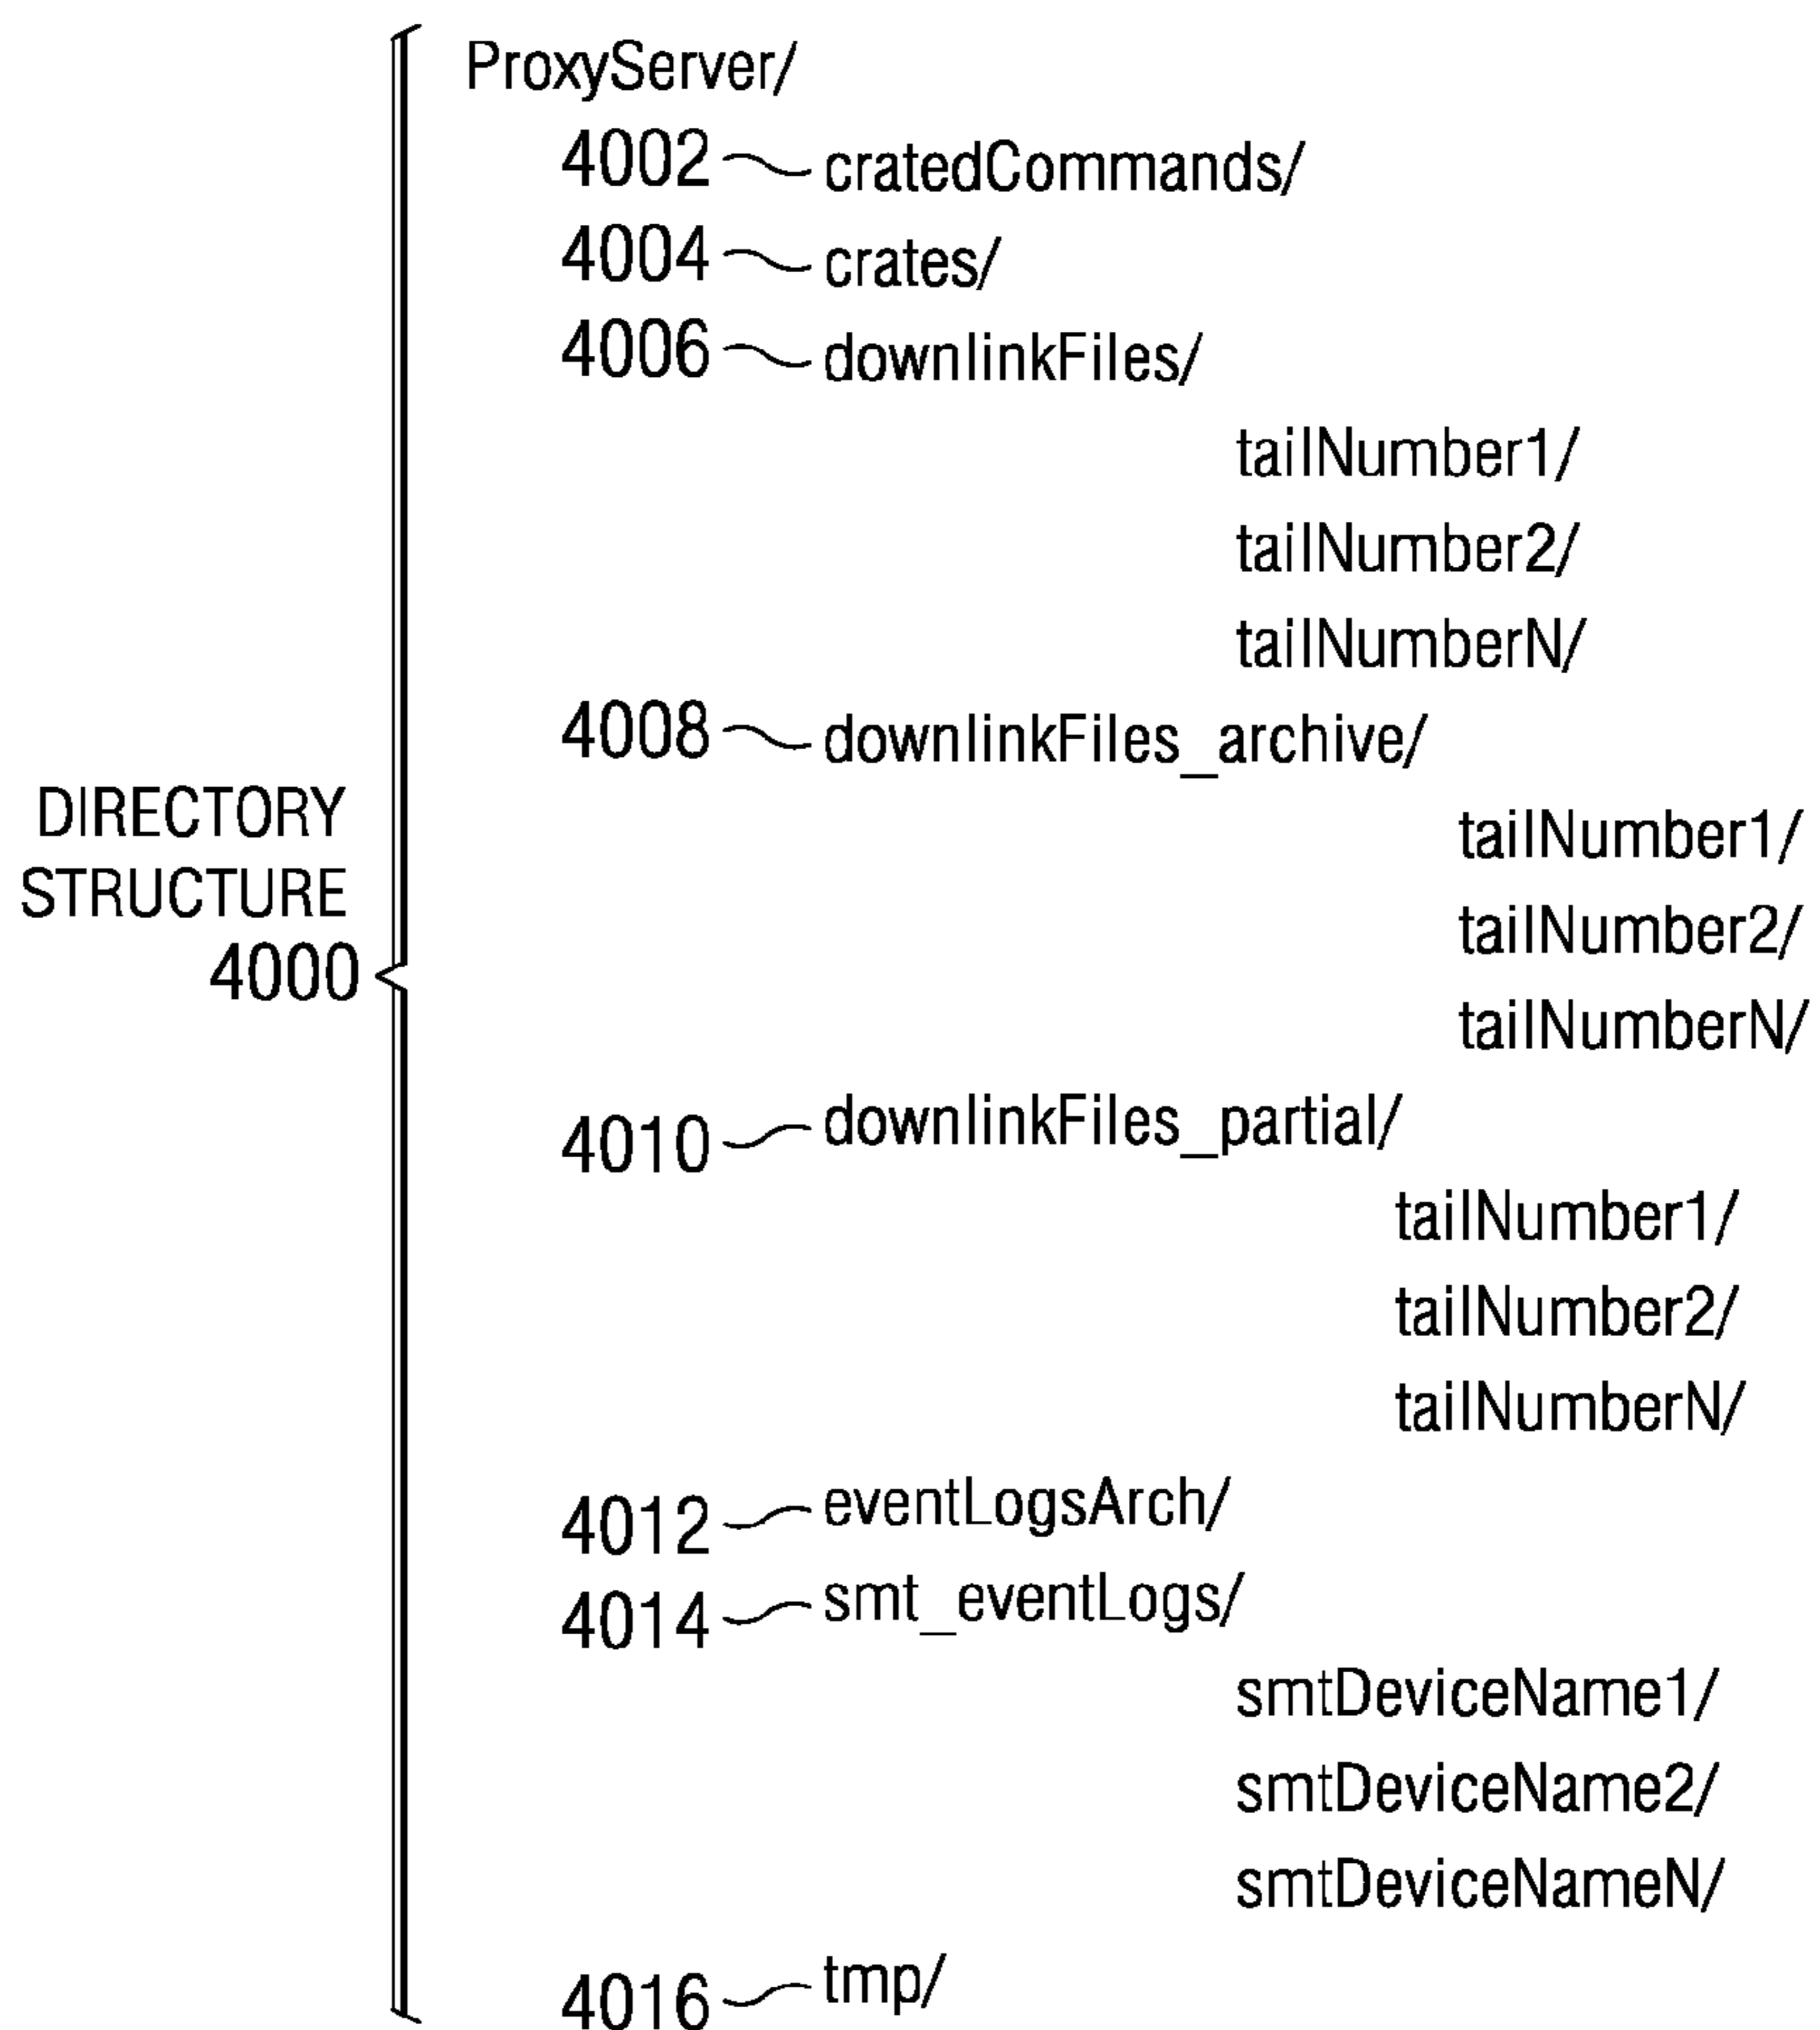 ProxyServer/
4002 cratedCommands/
4004 crates/
4006 downlinkFiles/
tailNumber1/
tailNumber2/
tailNumberN/
4008 downlinkFiles_archive/
tailNumber1/
tailNumber2/
tailNumberN/
DIRECTORY
STRUCTURE
4000
4010 downlinkFiles_partial/
tailNumber1/
tailNumber2/
tailNumberN/
4012 eventLogsArch/
4014 smt_eventLogs/
smtDeviceName1/
smtDeviceName2/
smtDeviceNameN/
4016 tmp/